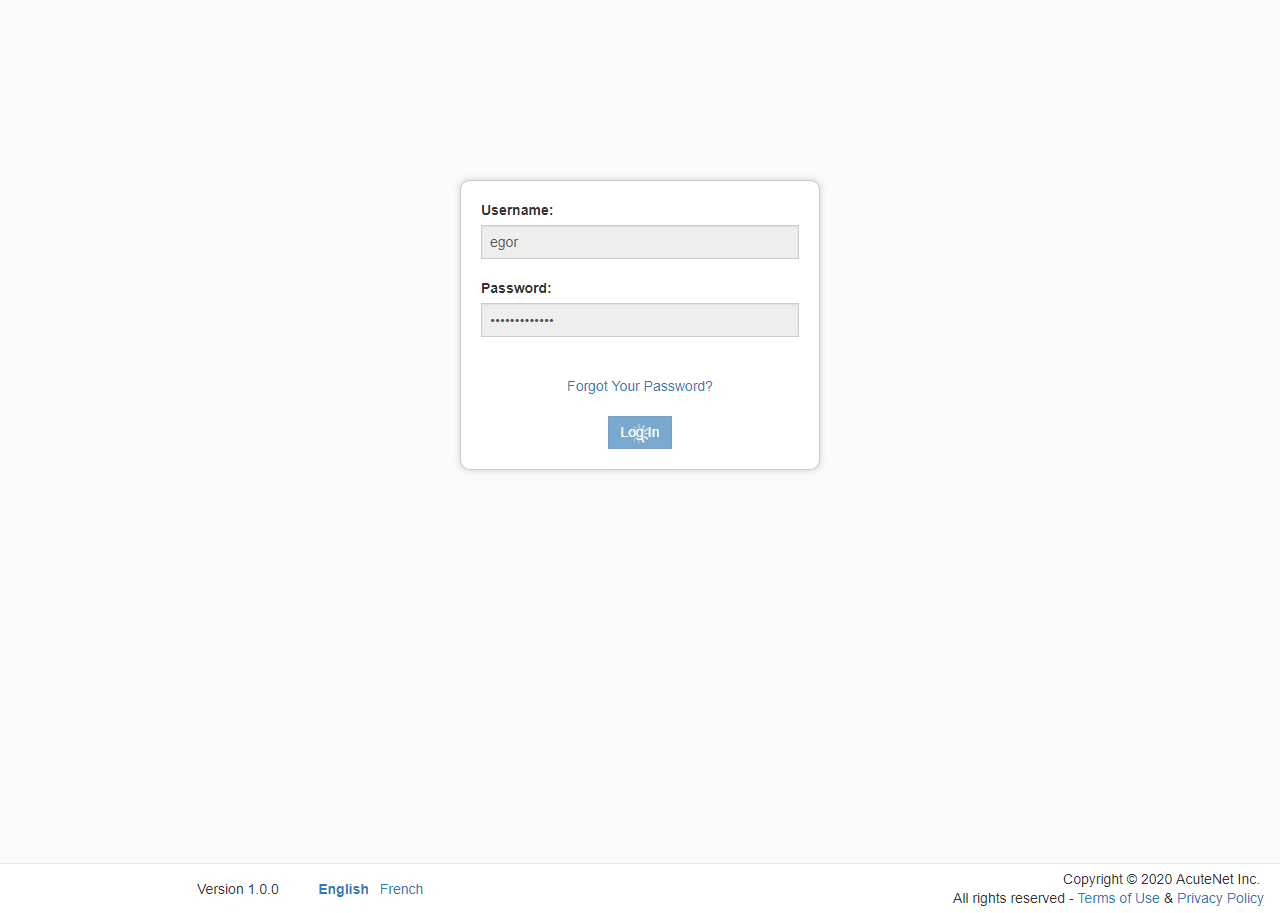 Username:
egor
Password:
•••••••••••••
Forgot Your Password?
Log In
Version 1.0.0 English French
Copyright © 2020 AcuteNet Inc.
All rights reserved - Terms of Use & Privacy Policy